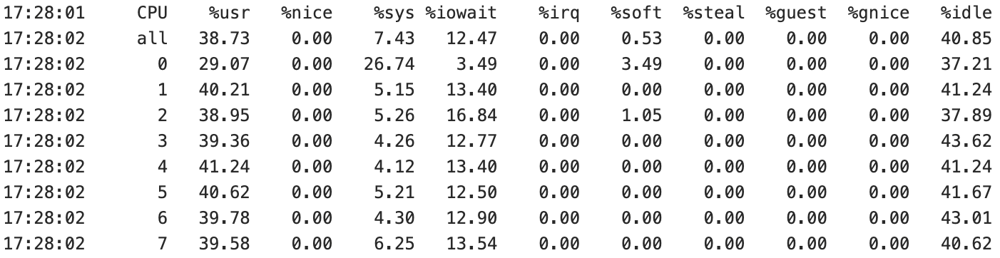 17:28:01 CPU %usr %nice %sys %iowait %irq %soft %steal %guest %gnice %idle
17:28:02 all 38.73 0.00 7.43 12.47 0.00 0.53 0.00 0.00 0.00 40.85
17:28:02 0 29.07 0.00 26.74 3.49 0.00 3.49 0.00 0.00 0.00 37.21
17:28:02 1 40.21 0.00 5.15 13.40 0.00 0.00 0.00 0.00 0.00 41.24
17:28:02 2 38.95 0.00 5.26 16.84 0.00 1.05 0.00 0.00 0.00 37.89
17:28:02 3 39.36 0.00 4.26 12.77 0.00 0.00 0.00 0.00 0.00 43.62
17:28:02 4 41.24 0.00 4.12 13.40 0.00 0.00 0.00 0.00 0.00 41.24
17:28:02 5 40.62 0.00 5.21 12.50 0.00 0.00 0.00 0.00 0.00 41.67
17:28:02 6 39.78 0.00 4.30 12.90 0.00 0.00 0.00 0.00 0.00 43.01
17:28:02 7 39.58 0.00 6.25 13.54 0.00 0.00 0.00 0.00 0.00 40.62